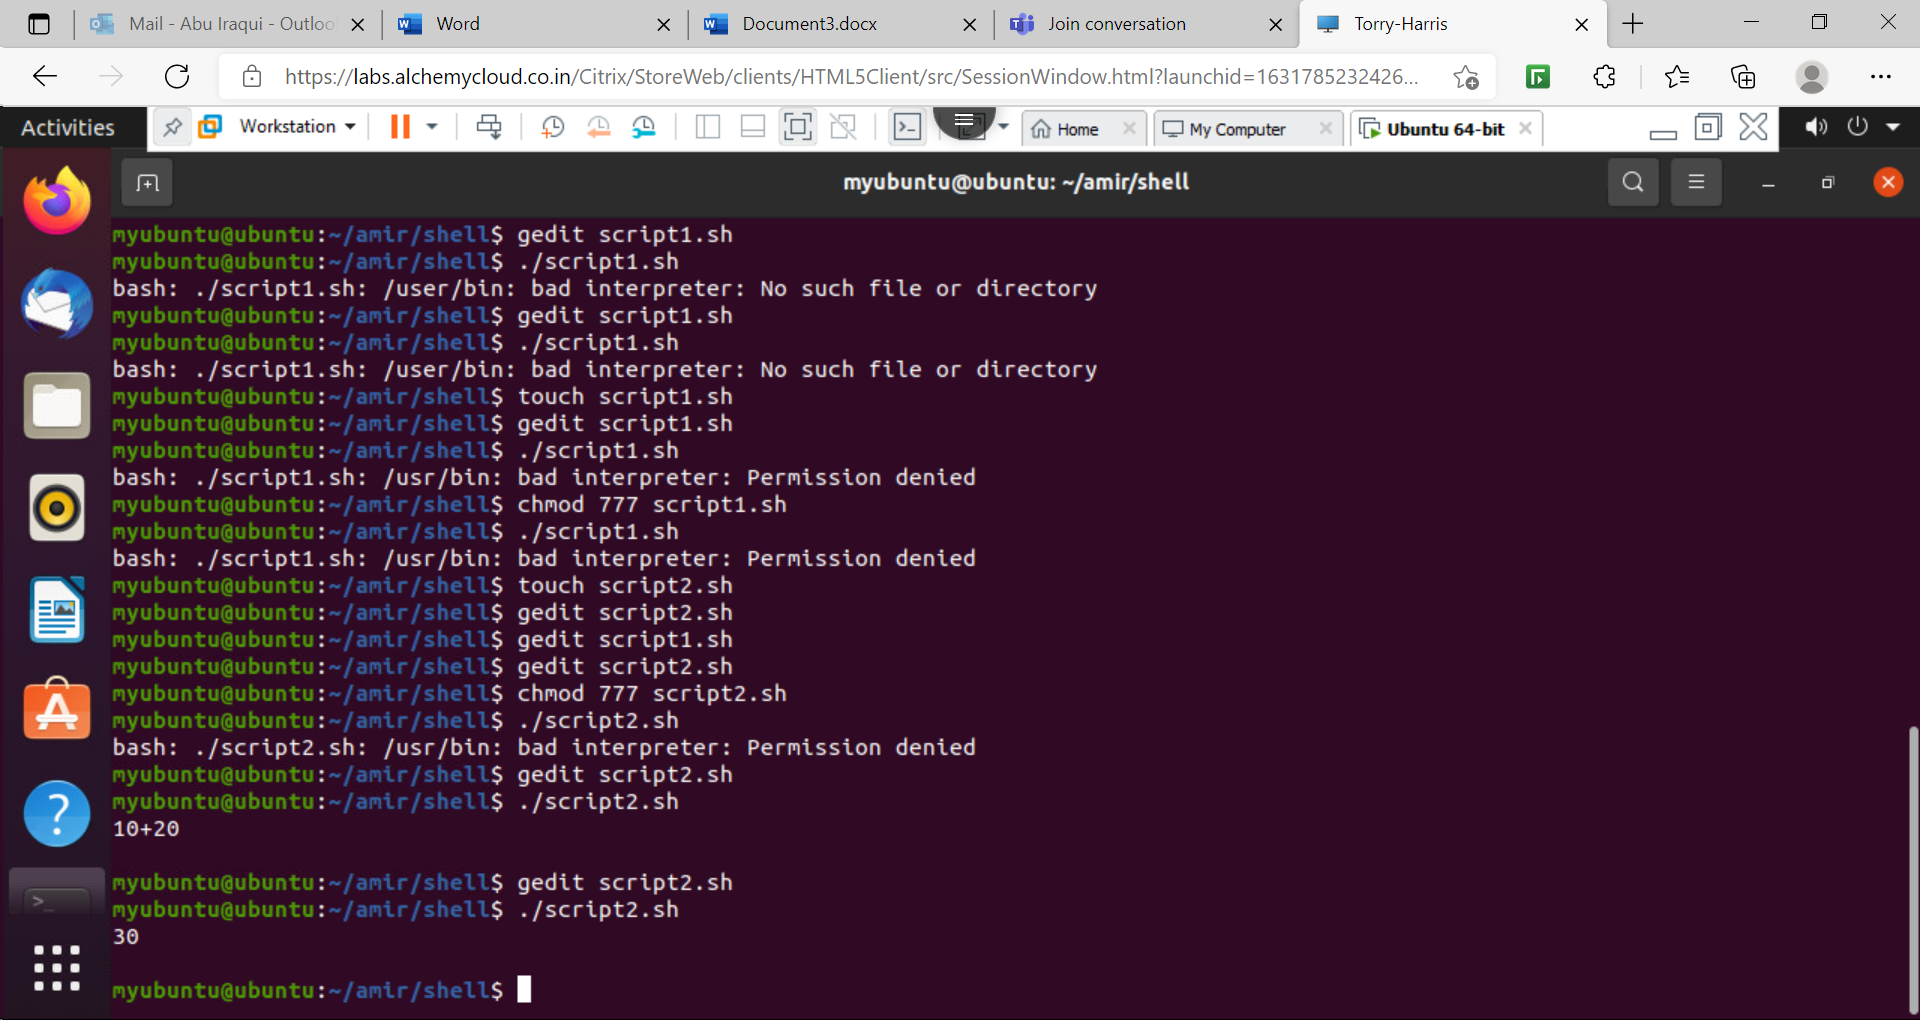 Mail - Abu Iraqui - Outloo
Word
Document3.docx
Join conversation
Torry-Harris
https://labs.alchemycloud.co.in/Citrix/StoreWeb/clients/HTML5Client/src/SessionWindow.html?launchid=1631785232426...
Activities
Workstation
Home
My Computer
Ubuntu 64-bit
myubuntu@ubuntu: ~/amir/shell
myubuntu@ubuntu:~/amir/shell$ gedit script1.sh
myubuntu@ubuntu:~/amir/shell$ ./script1.sh
bash: ./script1.sh: /user/bin: bad interpreter: No such file or directory
myubuntu@ubuntu:~/amir/shell$ gedit script1.sh
myubuntu@ubuntu:~/amir/shell$ ./script1.sh
bash: ./script1.sh: /user/bin: bad interpreter: No such file or directory
myubuntu@ubuntu:~/amir/shell$ touch script1.sh
myubuntu@ubuntu:~/amir/shell$ gedit script1.sh
myubuntu@ubuntu:~/amir/shell$ ./script1.sh
bash: ./script1.sh: /usr/bin: bad interpreter: Permission denied
myubuntu@ubuntu:~/amir/shell$ chmod 777 script1.sh
myubuntu@ubuntu:~/amir/shell$ ./script1.sh
bash: ./script1.sh: /usr/bin: bad interpreter: Permission denied
myubuntu@ubuntu:~/amir/shell$ touch script2.sh
myubuntu@ubuntu:~/amir/shell$ gedit script2.sh
myubuntu@ubuntu:~/amir/shell$ gedit script1.sh
myubuntu@ubuntu:~/amir/shell$ gedit script2.sh
myubuntu@ubuntu:~/amir/shell$ chmod 777 script2.sh
myubuntu@ubuntu:~/amir/shell$ ./script2.sh
bash: ./script2.sh: /usr/bin: bad interpreter: Permission denied
myubuntu@ubuntu:~/amir/shell$ gedit script2.sh
myubuntu@ubuntu:~/amir/shell$ ./script2.sh
10+20
myubuntu@ubuntu:~/amir/shell$ gedit script2.sh
myubuntu@ubuntu:~/amir/shell$ ./script2.sh
30
myubuntu@ubuntu:~/amir/shell$